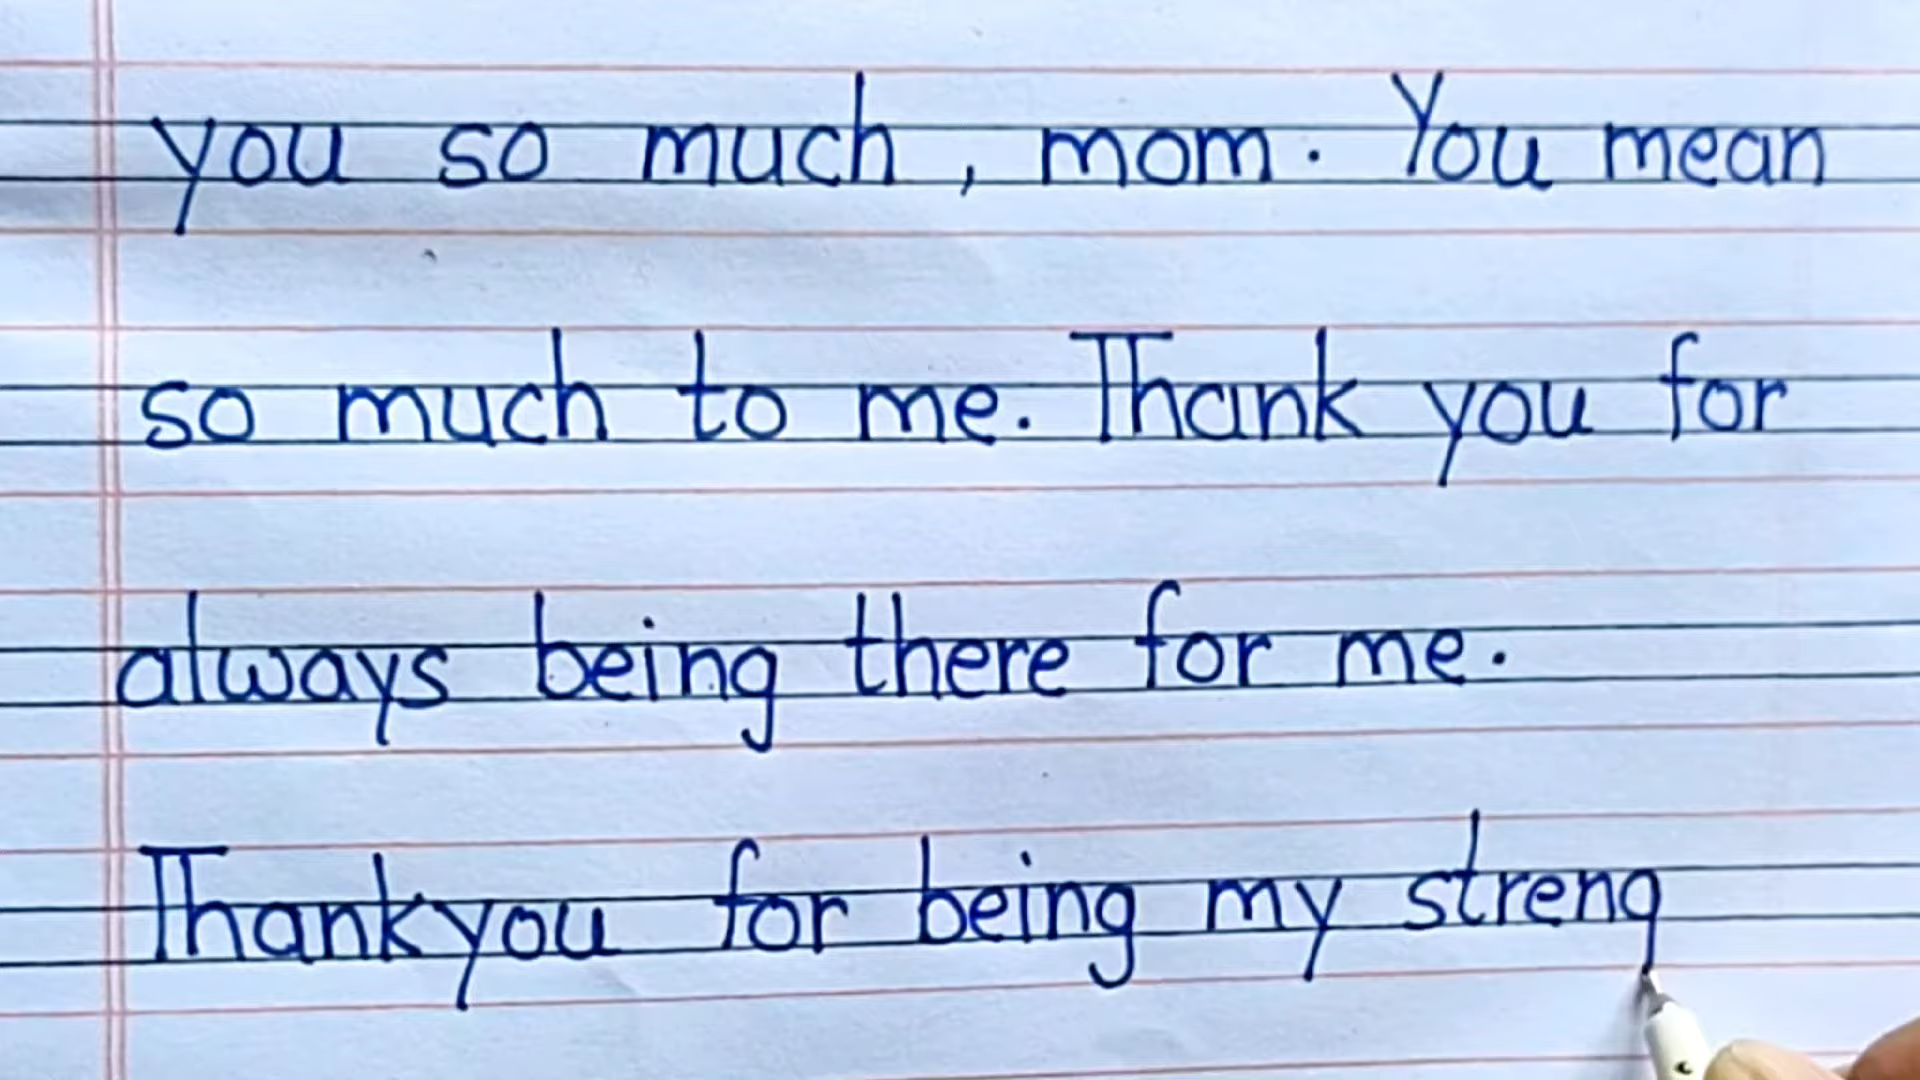 you so much, mom. You mean
so much to me. Thank you for
always being there for me.
Thankyou for being my streng